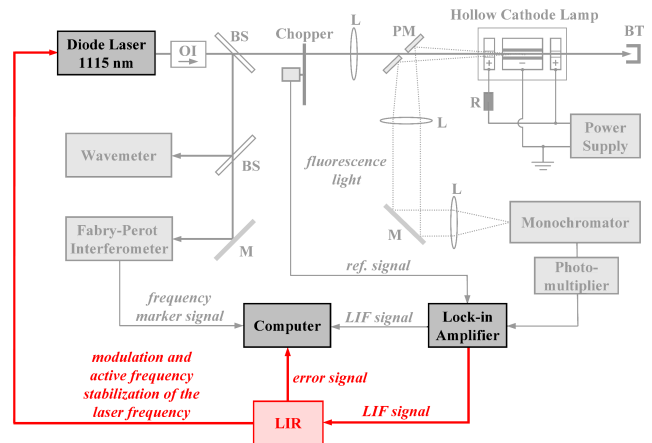 Hollow Cathode Lamp
Diode Laser
1115 nm
OI
BS
Chopper
L
PM
BT
+
−
+
R
Power
Supply
L
Wavemeter
BS
fluorescence
light
L
Fabry-Perot
Interferometer
M
M
Monochromator
ref. signal
Photo-
multiplier
frequency
marker signal
Computer
LIF signal
Lock-in
Amplifier
modulation and
active frequency
stabilization of the
laser frequency
error signal
LIR
LIF signal